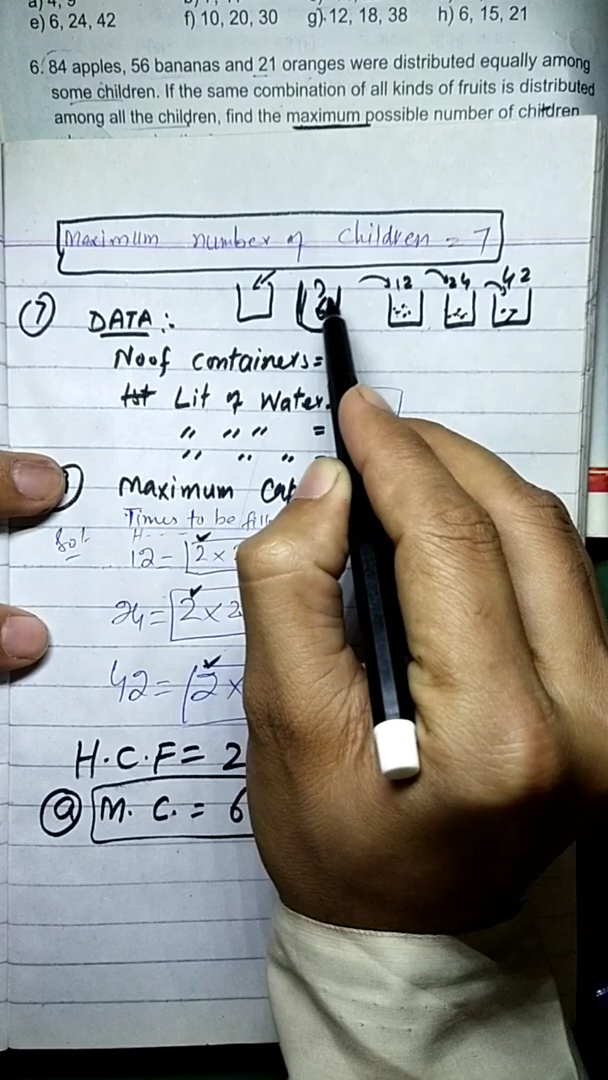 e) 6, 24, 42 f) 10, 20, 30 g) 12, 18, 38 h) 6, 15, 21
6. 84 apples, 56 bananas and 21 oranges were distributed equally among
some children. If the same combination of all kinds of fruits is distributed
among all the children, find the maximum possible number of children
Maximum number of children = 7
12 24 42
7 DATA :-
No of containers =
Lit of Water
" " " =
" " "
Maximum Cap
Times to be fill
Sol.
12 = 2 ×
24 = 2 × 2
42 = 2 ×
H.C.F = 2
a M. C. = 6